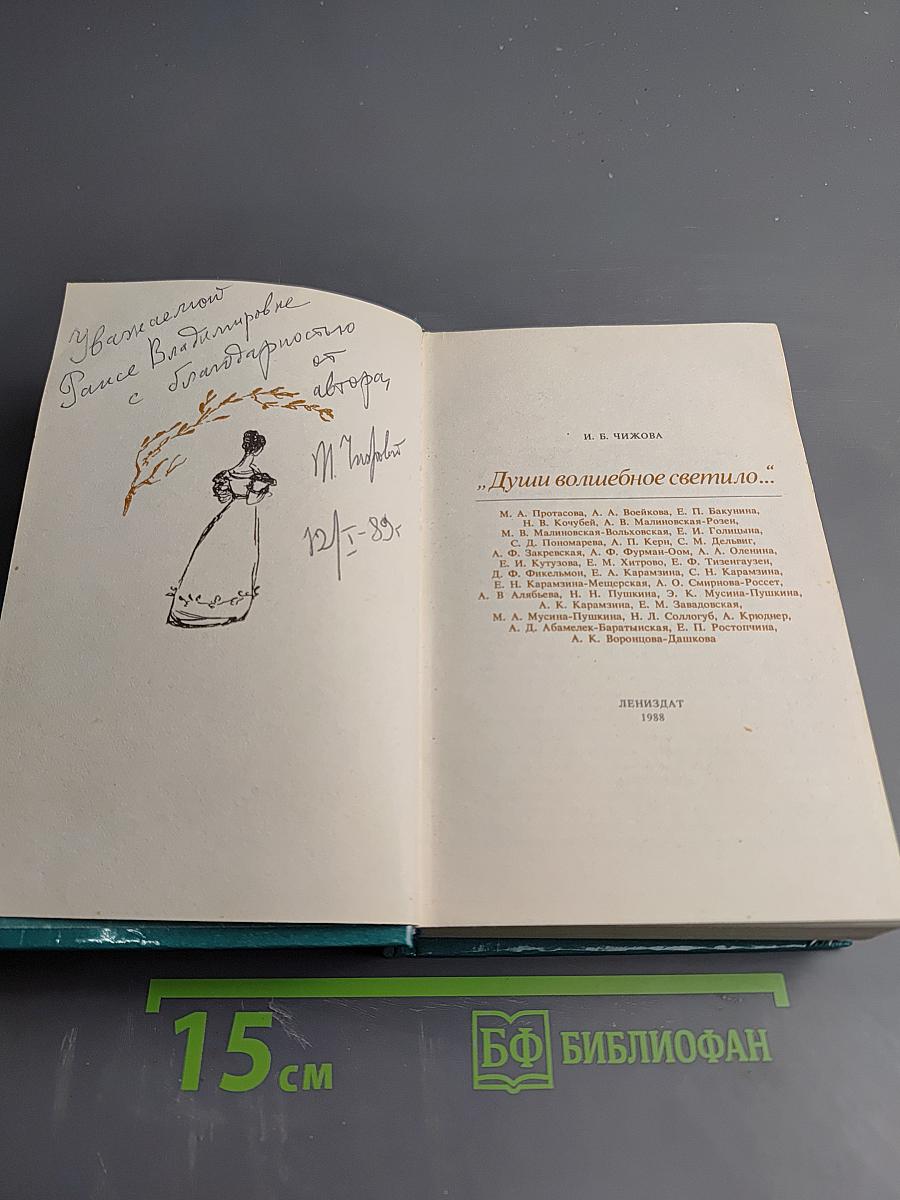 Уважаемой
Раисе Владимировне
с благодарностью
от
автора,
12/I-89г
И. Б. ЧИЖОВА
„Души волшебное светило..."
М. А. Протасова, А. А. Воейкова, Е. П. Бакунина,
Н. В. Кочубей, А. В. Малиновская-Розен,
М. В. Малиновская-Вольховская, Е. И. Голицына,
С. Д. Пономарева, А. П. Керн, С. М. Дельвиг,
А. Ф. Закревская, А. Ф. Фурман-Оом, А. А. Оленина,
Е. И. Кутузова, Е. М. Хитрово, Е. Ф. Тизенгаузен,
Д. Ф. Фикельмон, Е. А. Карамзина, С. Н. Карамзина,
Е. Н. Карамзина-Мещерская, А. О. Смирнова-Россет,
А. В Алябьева, Н. Н. Пушкина, Э. К. Мусина-Пушкина,
А. К. Карамзина, Е. М. Завадовская,
М. А. Мусина-Пушкина, Н. Л. Соллогуб, А. Крюднер,
А. Д. Абамелек-Баратынская, Е. П. Ростопчина,
А. К. Воронцова-Дашкова
ЛЕНИЗДАТ
1988
15 см
БФ БИБЛИОФАН